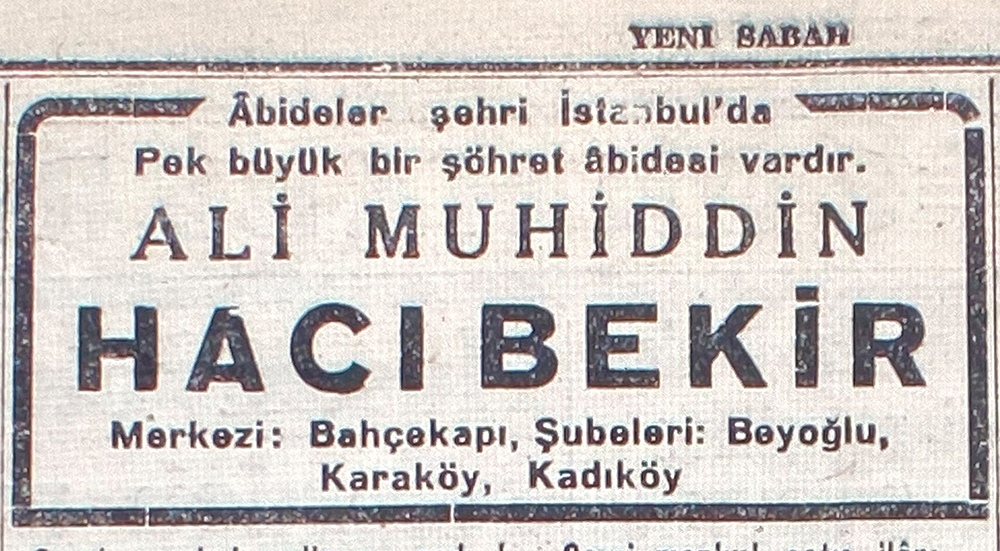 YENİ SABAH
Âbideler şehri İstanbul'da
Pek büyük bir şöhret âbidesi vardır.
ALİ MUHİDDİN
HACI BEKİR
Merkezi: Bahçekapı, Şubeleri: Beyoğlu,
Karaköy, Kadıköy